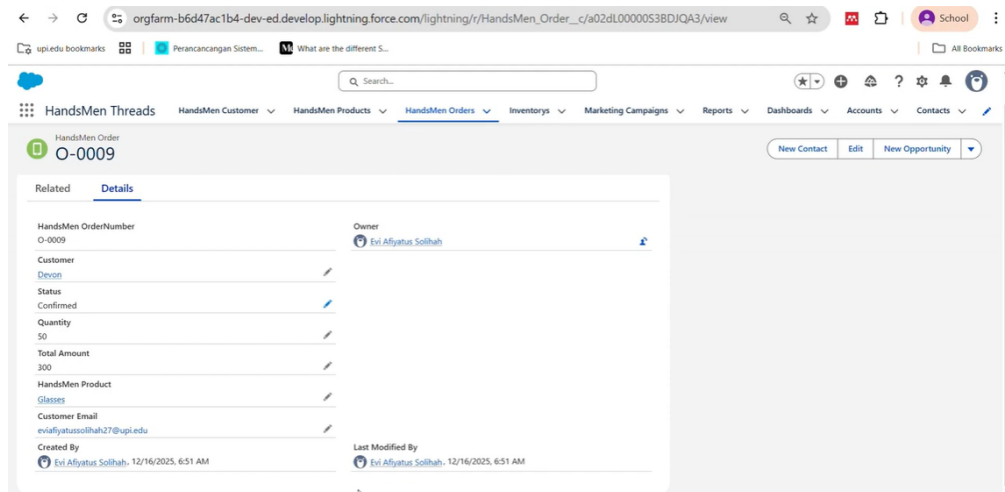 orgfarm-b6d47ac1b4-dev-ed.develop.lightning.force.com/lightning/r/HandsMen_Order__c/a02dL00000S3BDJQA3/view School
upi.edu bookmarks Perancancangan Sistem... What are the different S... All Bookmarks
Search...
HandsMen Threads HandsMen Customer HandsMen Products HandsMen Orders Inventorys Marketing Campaigns Reports Dashboards Accounts Contacts
HandsMen Order
O-0009
New Contact Edit New Opportunity
Related Details
HandsMen OrderNumber
O-0009
Owner
Evi Afiyatus Solihah
Customer
Devon
Status
Confirmed
Quantity
50
Total Amount
300
HandsMen Product
Glasses
Customer Email
eviafiyatussolihah27@upi.edu
Created By
Evi Afiyatus Solihah, 12/16/2025, 6:51 AM
Last Modified By
Evi Afiyatus Solihah, 12/16/2025, 6:51 AM